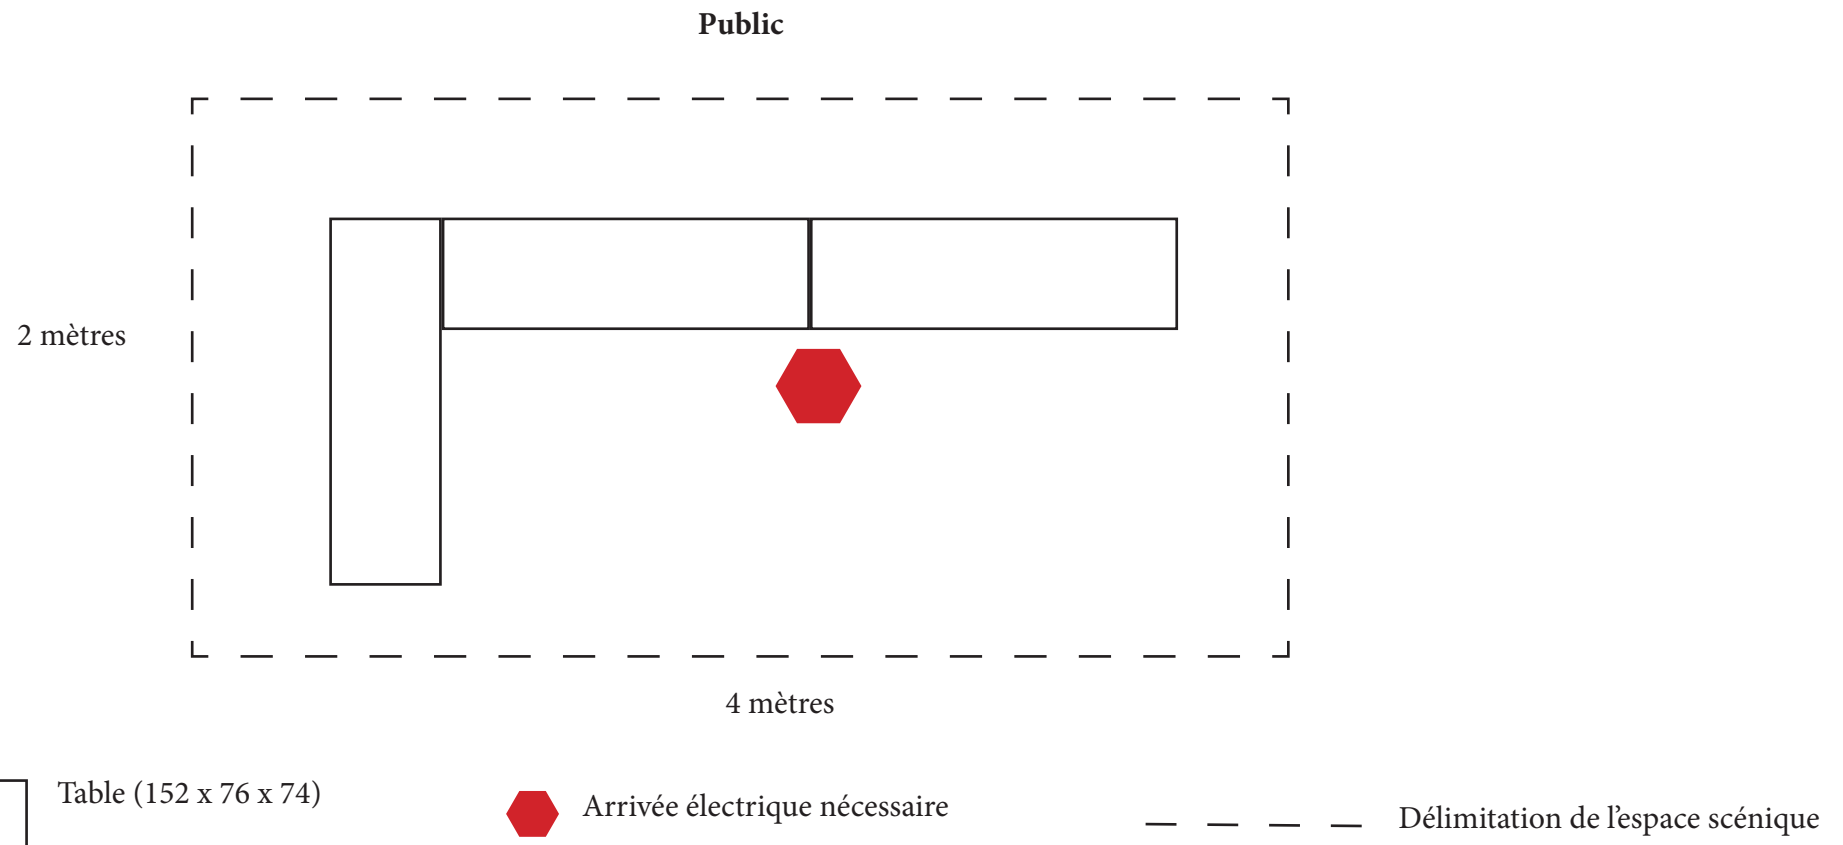 Public
2 mètres
4 mètres
Table (152 x 76 x 74)
Arrivée électrique nécessaire
Délimitation de l’espace scénique